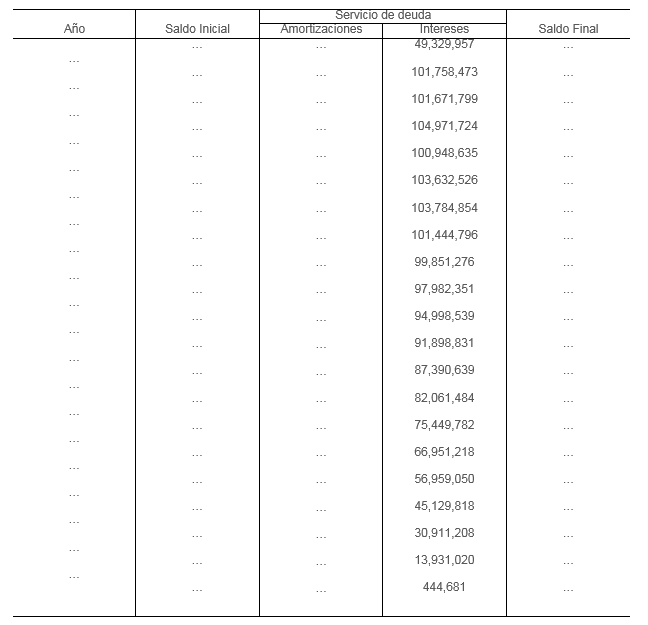 Servicio de deuda
Año Saldo Inicial Amortizaciones Intereses Saldo Final
... ... 49,329,957 ...
...
... ... 101,758,473 ...
...
... ... 101,671,799 ...
...
... ... 104,971,724 ...
...
... ... 100,948,635 ...
...
... ... 103,632,526 ...
...
... ... 103,784,854 ...
...
... ... 101,444,796 ...
...
... ... 99,851,276 ...
...
... ... 97,982,351 ...
...
... ... 94,998,539 ...
...
... ... 91,898,831 ...
...
... ... 87,390,639 ...
...
... ... 82,061,484 ...
...
... ... 75,449,782 ...
...
... ... 66,951,218 ...
...
... ... 56,959,050 ...
...
... ... 45,129,818 ...
...
... ... 30,911,208 ...
...
... ... 13,931,020 ...
...
... ... 444,681 ...